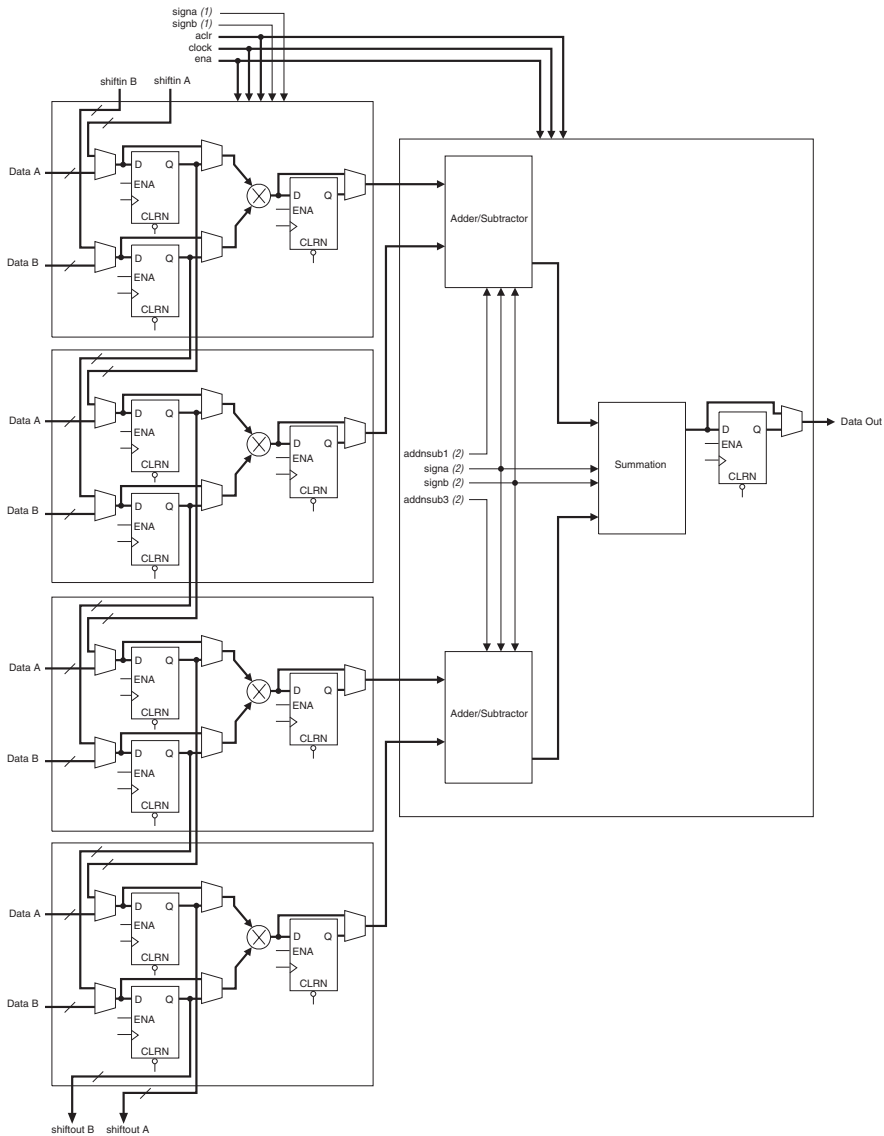 signa (1)
signb (1)
aclr
clock
ena
shiftin B
shiftin A
Data A
D Q
ENA
CLRN
D Q
ENA
CLRN
Data B
D Q
ENA
CLRN
Adder/Subtractor
Data A
D Q
ENA
CLRN
D Q
ENA
CLRN
Data B
D Q
ENA
CLRN
addnsub1 (2)
signa (2)
signb (2)
addnsub3 (2)
Summation
D Q
ENA
CLRN
Data Out
Data A
D Q
ENA
CLRN
D Q
ENA
CLRN
Data B
D Q
ENA
CLRN
Adder/Subtractor
Data A
D Q
ENA
CLRN
D Q
ENA
CLRN
Data B
D Q
ENA
CLRN
shiftout B
shiftout A